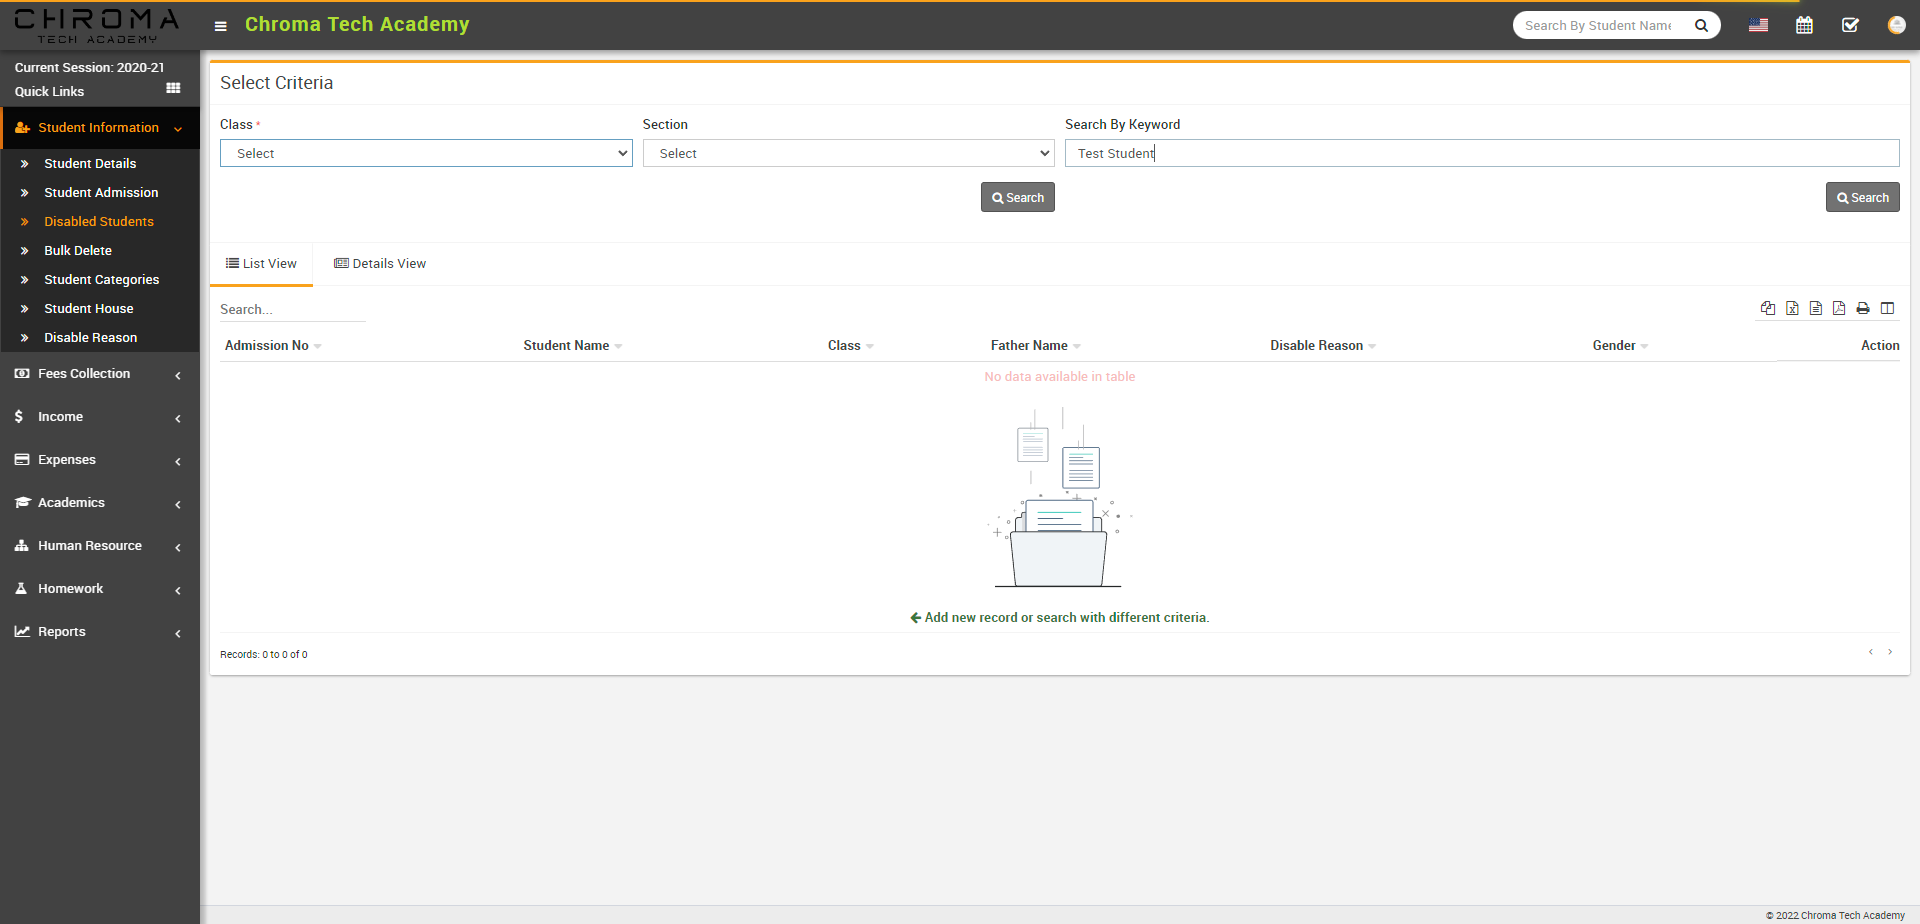 CHROMA
TECH ACADEMY
Chroma Tech Academy
Search By Student Name
Current Session: 2020-21
Quick Links
Student Information
Student Details
Student Admission
Disabled Students
Bulk Delete
Student Categories
Student House
Disable Reason
Fees Collection
Income
Expenses
Academics
Human Resource
Homework
Reports
Select Criteria
Class *
Section
Search By Keyword
Select
Select
Test Student
Search
Search
List View
Details View
Search...
Admission No
Student Name
Class
Father Name
Disable Reason
Gender
Action
No data available in table
Add new record or search with different criteria.
Records: 0 to 0 of 0
© 2022 Chroma Tech Academy